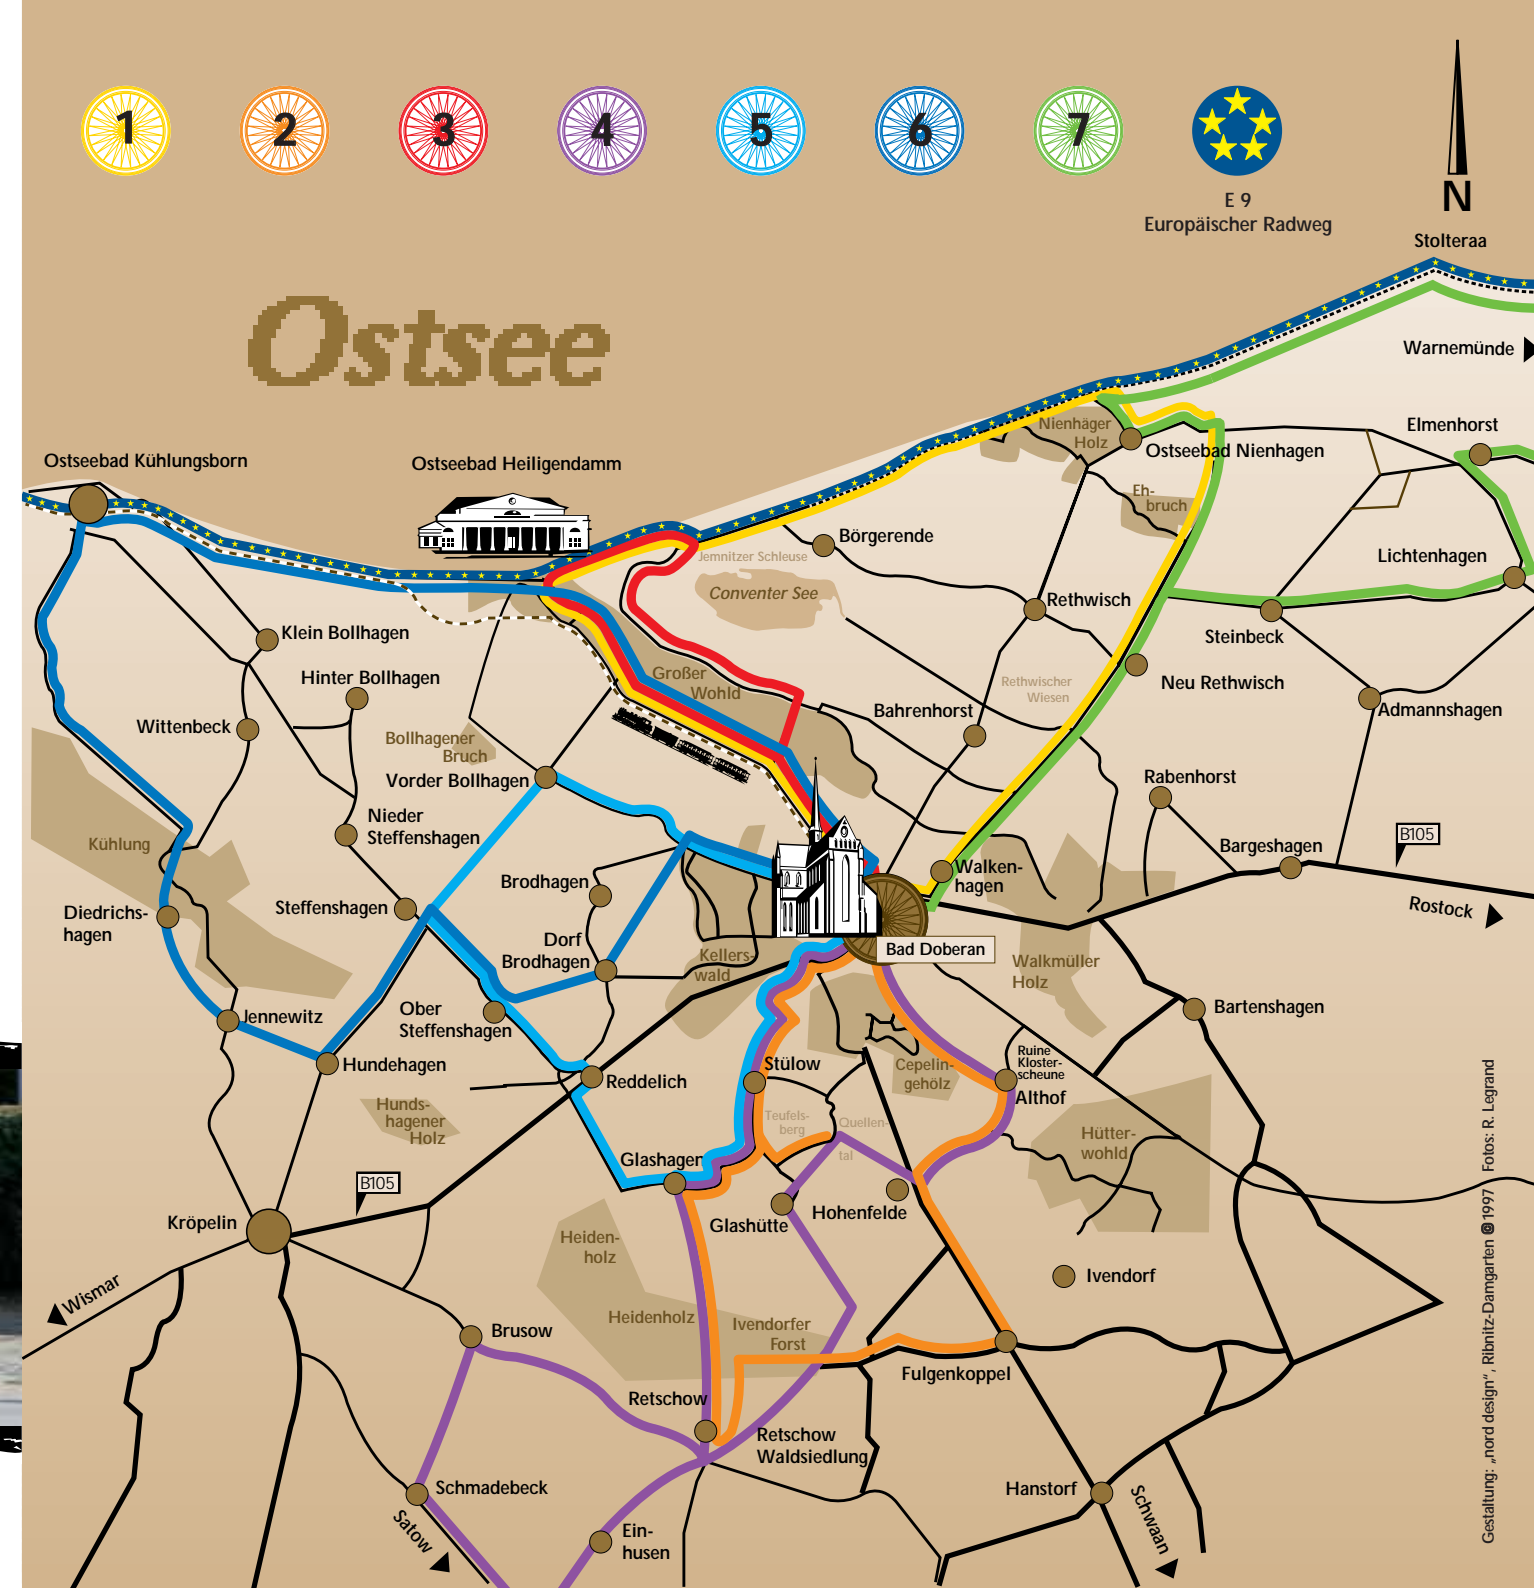 1
2
3
4
5
6
7
E 9
Europäischer Radweg
N
Stolteraa
Ostsee
Warnemünde
Elmenhorst
Nienhäger
Holz
Ostseebad Nienhagen
Ostseebad Kühlungsborn
Ostseebad Heiligendamm
Eh-
bruch
Börgerende
Jemnitzer Schleuse
Lichtenhagen
Conventer See
Rethwisch
Klein Bollhagen
Steinbeck
Hinter Bollhagen
Großer
Wohld
Rethwischer
Wiesen
Neu Rethwisch
Admannshagen
Bahrenhorst
Wittenbeck
Bollhagener
Bruch
Vorder Bollhagen
Rabenhorst
Nieder
Steffenshagen
B105
Kühlung
Bargeshagen
Walken-
hagen
Brodhagen
Steffenshagen
Rostock
Diedrichs-
hagen
Dorf
Brodhagen
Kellers-
wald
Bad Doberan
Walkmüller
Holz
Jennewitz
Ober
Steffenshagen
Bartenshagen
Hundehagen
Stülow
Cepelin-
gehölz
Ruine
Kloster-
scheune
Althof
Reddelich
Hunds-
hagener
Holz
Teufels-
berg
Quellen-
tal
Hütter-
wohld
Glashagen
B105
Kröpelin
Glashütte
Hohenfelde
Heiden-
holz
Ivendorf
Wismar
Heidenholz
Ivendorfer
Forst
Brusow
Fulgenkoppel
Retschow
Retschow
Waldsiedlung
Schmadebeck
Hanstorf
Satow
Ein-
husen
Schwaan
Gestaltung: „nord design“, Ribnitz-Damgarten @1997 Fotos: R. Legrand